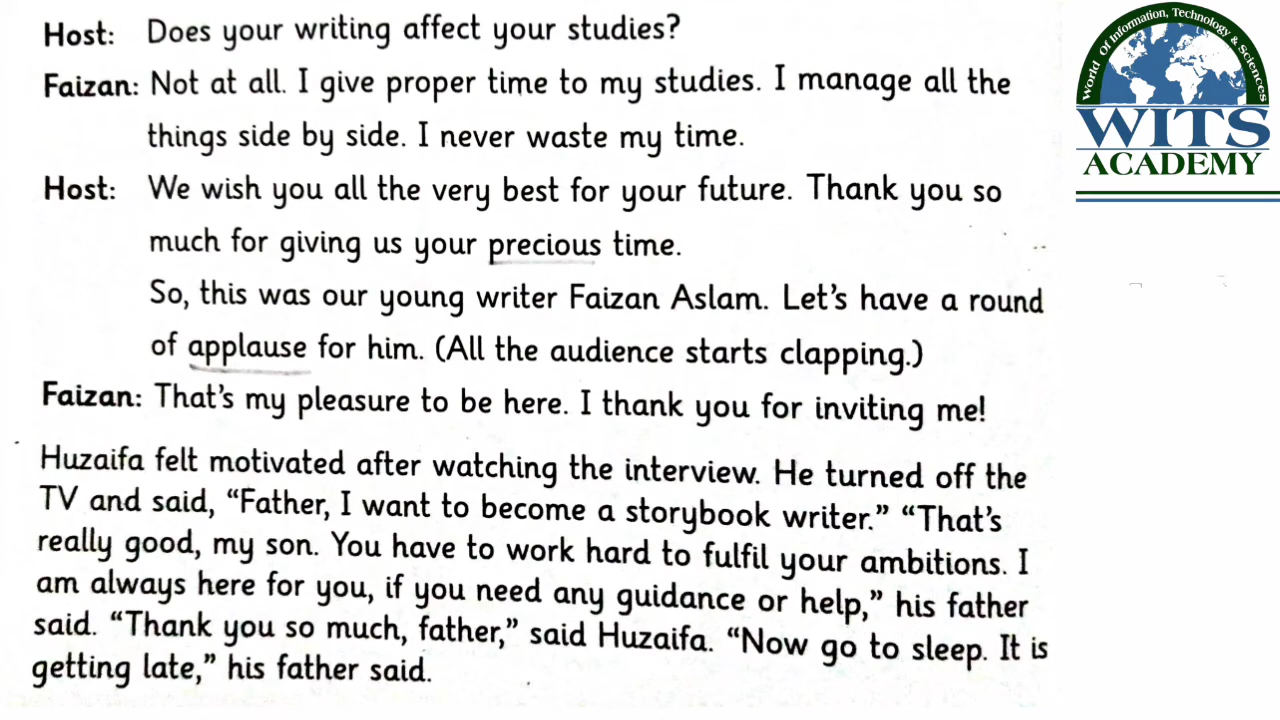 Host: Does your writing affect your studies?
Faizan: Not at all. I give proper time to my studies. I manage all the
things side by side. I never waste my time.
Host: We wish you all the very best for your future. Thank you so
much for giving us your precious time.
So, this was our young writer Faizan Aslam. Let's have a round
of applause for him. (All the audience starts clapping.)
Faizan: That's my pleasure to be here. I thank you for inviting me!
Huzaifa felt motivated after watching the interview. He turned off the
TV and said, “Father, I want to become a storybook writer.” “That's
really good, my son. You have to work hard to fulfil your ambitions. I
am always here for you, if you need any guidance or help,” his father
said. “Thank you so much, father,” said Huzaifa. “Now go to sleep. It is
getting late,” his father said.
World Of Information, Technology & Sciences
WITS
ACADEMY